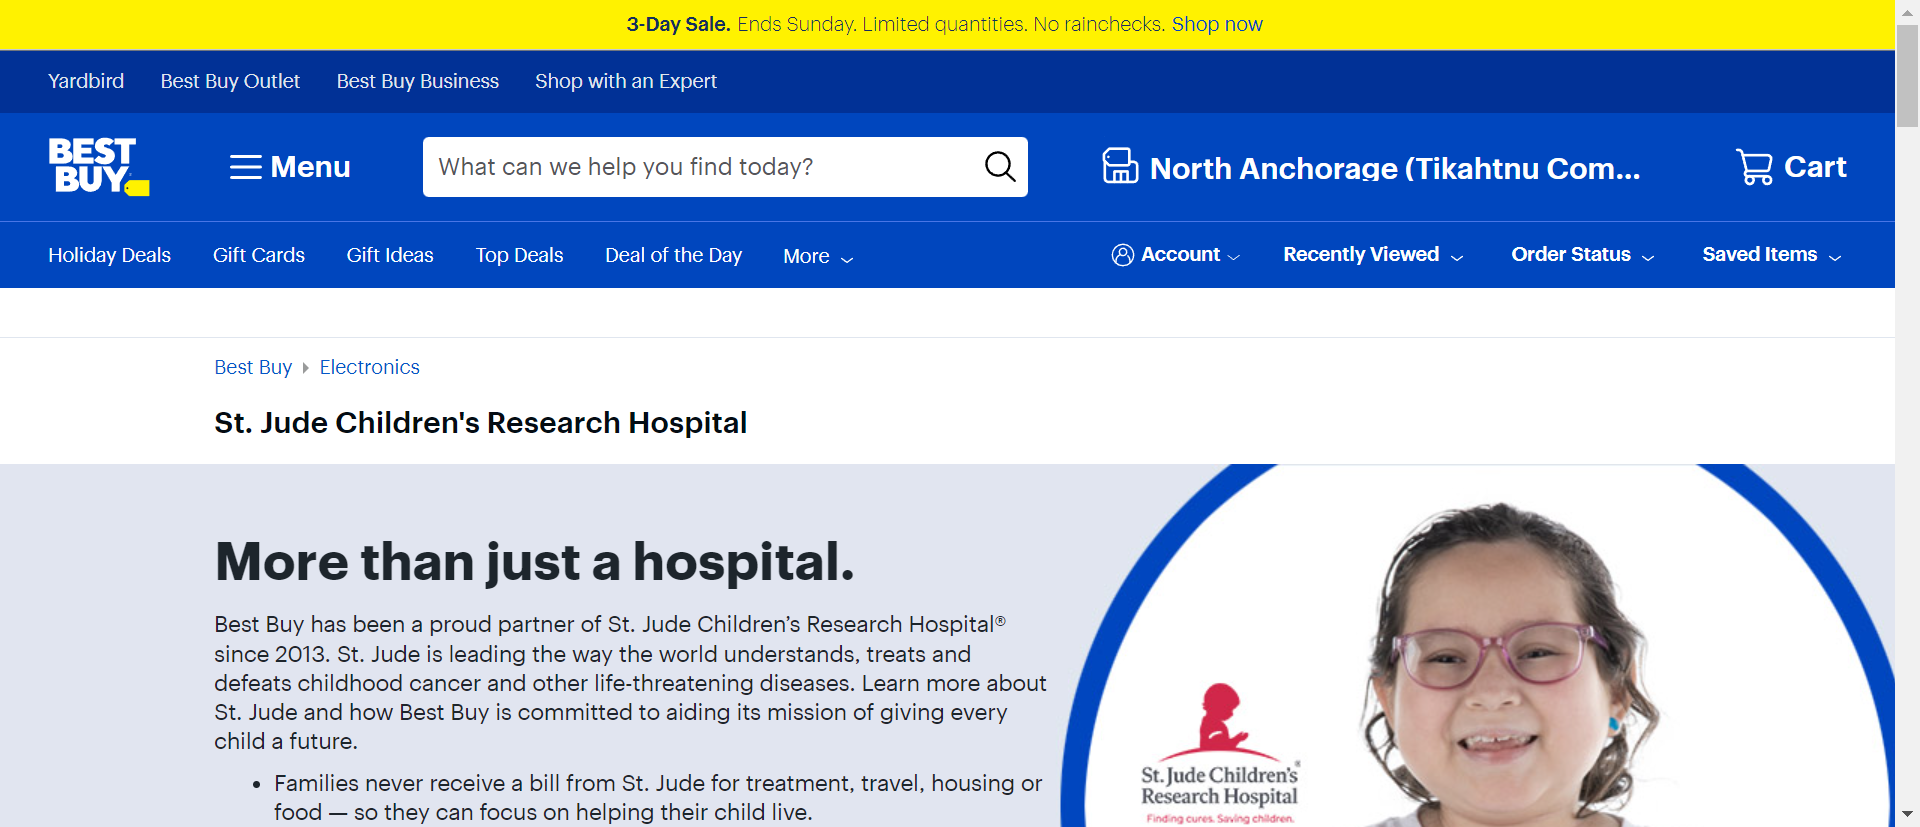 3-Day Sale. Ends Sunday. Limited quantities. No rainchecks. Shop now
Yardbird Best Buy Outlet Best Buy Business Shop with an Expert
BEST
BUY
Menu
What can we help you find today?
North Anchorage (Tikahtnu Com...
Cart
Holiday Deals Gift Cards Gift Ideas Top Deals Deal of the Day More
Account Recently Viewed Order Status Saved Items
Best Buy Electronics
St. Jude Children's Research Hospital
More than just a hospital.
Best Buy has been a proud partner of St. Jude Children’s Research Hospital®
since 2013. St. Jude is leading the way the world understands, treats and
defeats childhood cancer and other life-threatening diseases. Learn more about
St. Jude and how Best Buy is committed to aiding its mission of giving every
child a future.
• Families never receive a bill from St. Jude for treatment, travel, housing or
food — so they can focus on helping their child live.
St. Jude Children's®
Research Hospital
Finding cures. Saving children.